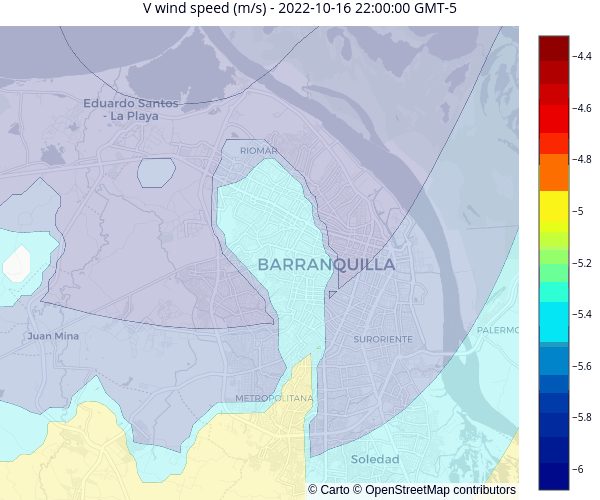 V wind speed (m/s) - 2022-10-16 22:00:00 GMT-5
Eduardo Santos
- La Playa
RIOMAR
BARRANQUILLA
Juan Mina
SURORIENTE
PALERMO
METROPOLITANA
Soledad
© Carto © OpenStreetMap contributors
−4.4
−4.6
−4.8
−5
−5.2
−5.4
−5.6
−5.8
−6